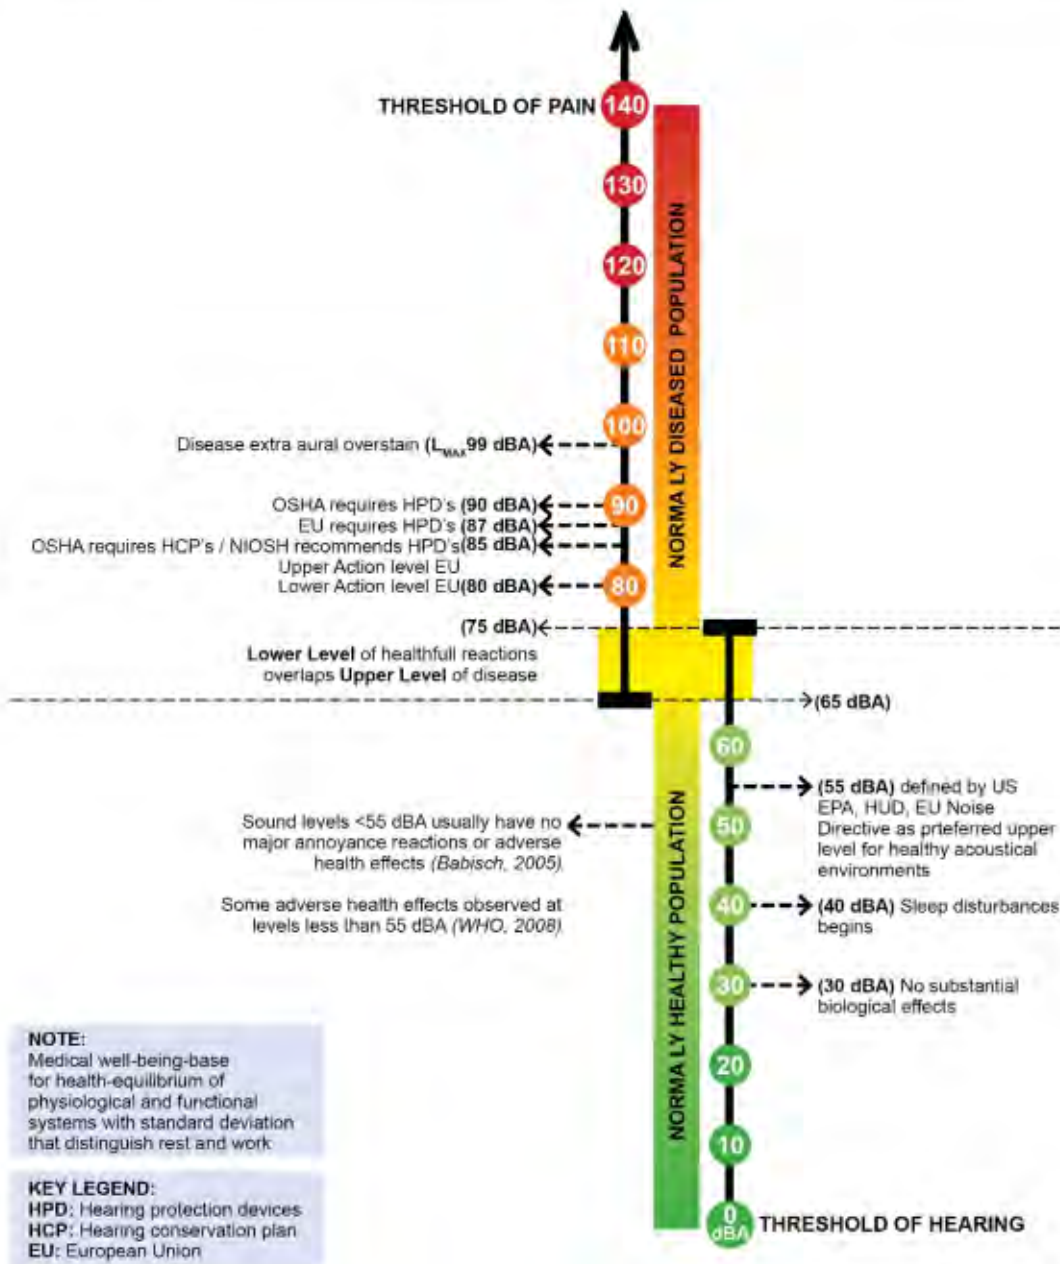 THRESHOLD OF PAIN 140
130
120
110
100
Disease extra aural overstain (LMAX 99 dBA)
OSHA requires HPD's (90 dBA)
90
EU requires HPD's (87 dBA)
OSHA requires HCP's / NIOSH recommends HPD's(85 dBA)
Upper Action level EU
Lower Action level EU(80 dBA)
80
(75 dBA)
Lower Level of healthfull reactions
overlaps Upper Level of disease
NORMA LY DISEASED POPULATION
(65 dBA)
60
(55 dBA) defined by US
EPA, HUD, EU Noise
Directive as prteferred upper
level for healthy acoustical
environments
50
Sound levels <55 dBA usually have no
major annoyance reactions or adverse
health effects (Babisch, 2005)
Some adverse health effects observed at
levels less than 55 dBA (WHO, 2008)
40
(40 dBA) Sleep disturbances
begins
30
(30 dBA) No substantial
biological effects
NORMA LY HEALTHY POPULATION
20
10
0
dBA
THRESHOLD OF HEARING
NOTE:
Medical well-being-base
for health-equilibrium of
physiological and functional
systems with standard deviation
that distinguish rest and work
KEY LEGEND:
HPD: Hearing protection devices
HCP: Hearing conservation plan
EU: European Union